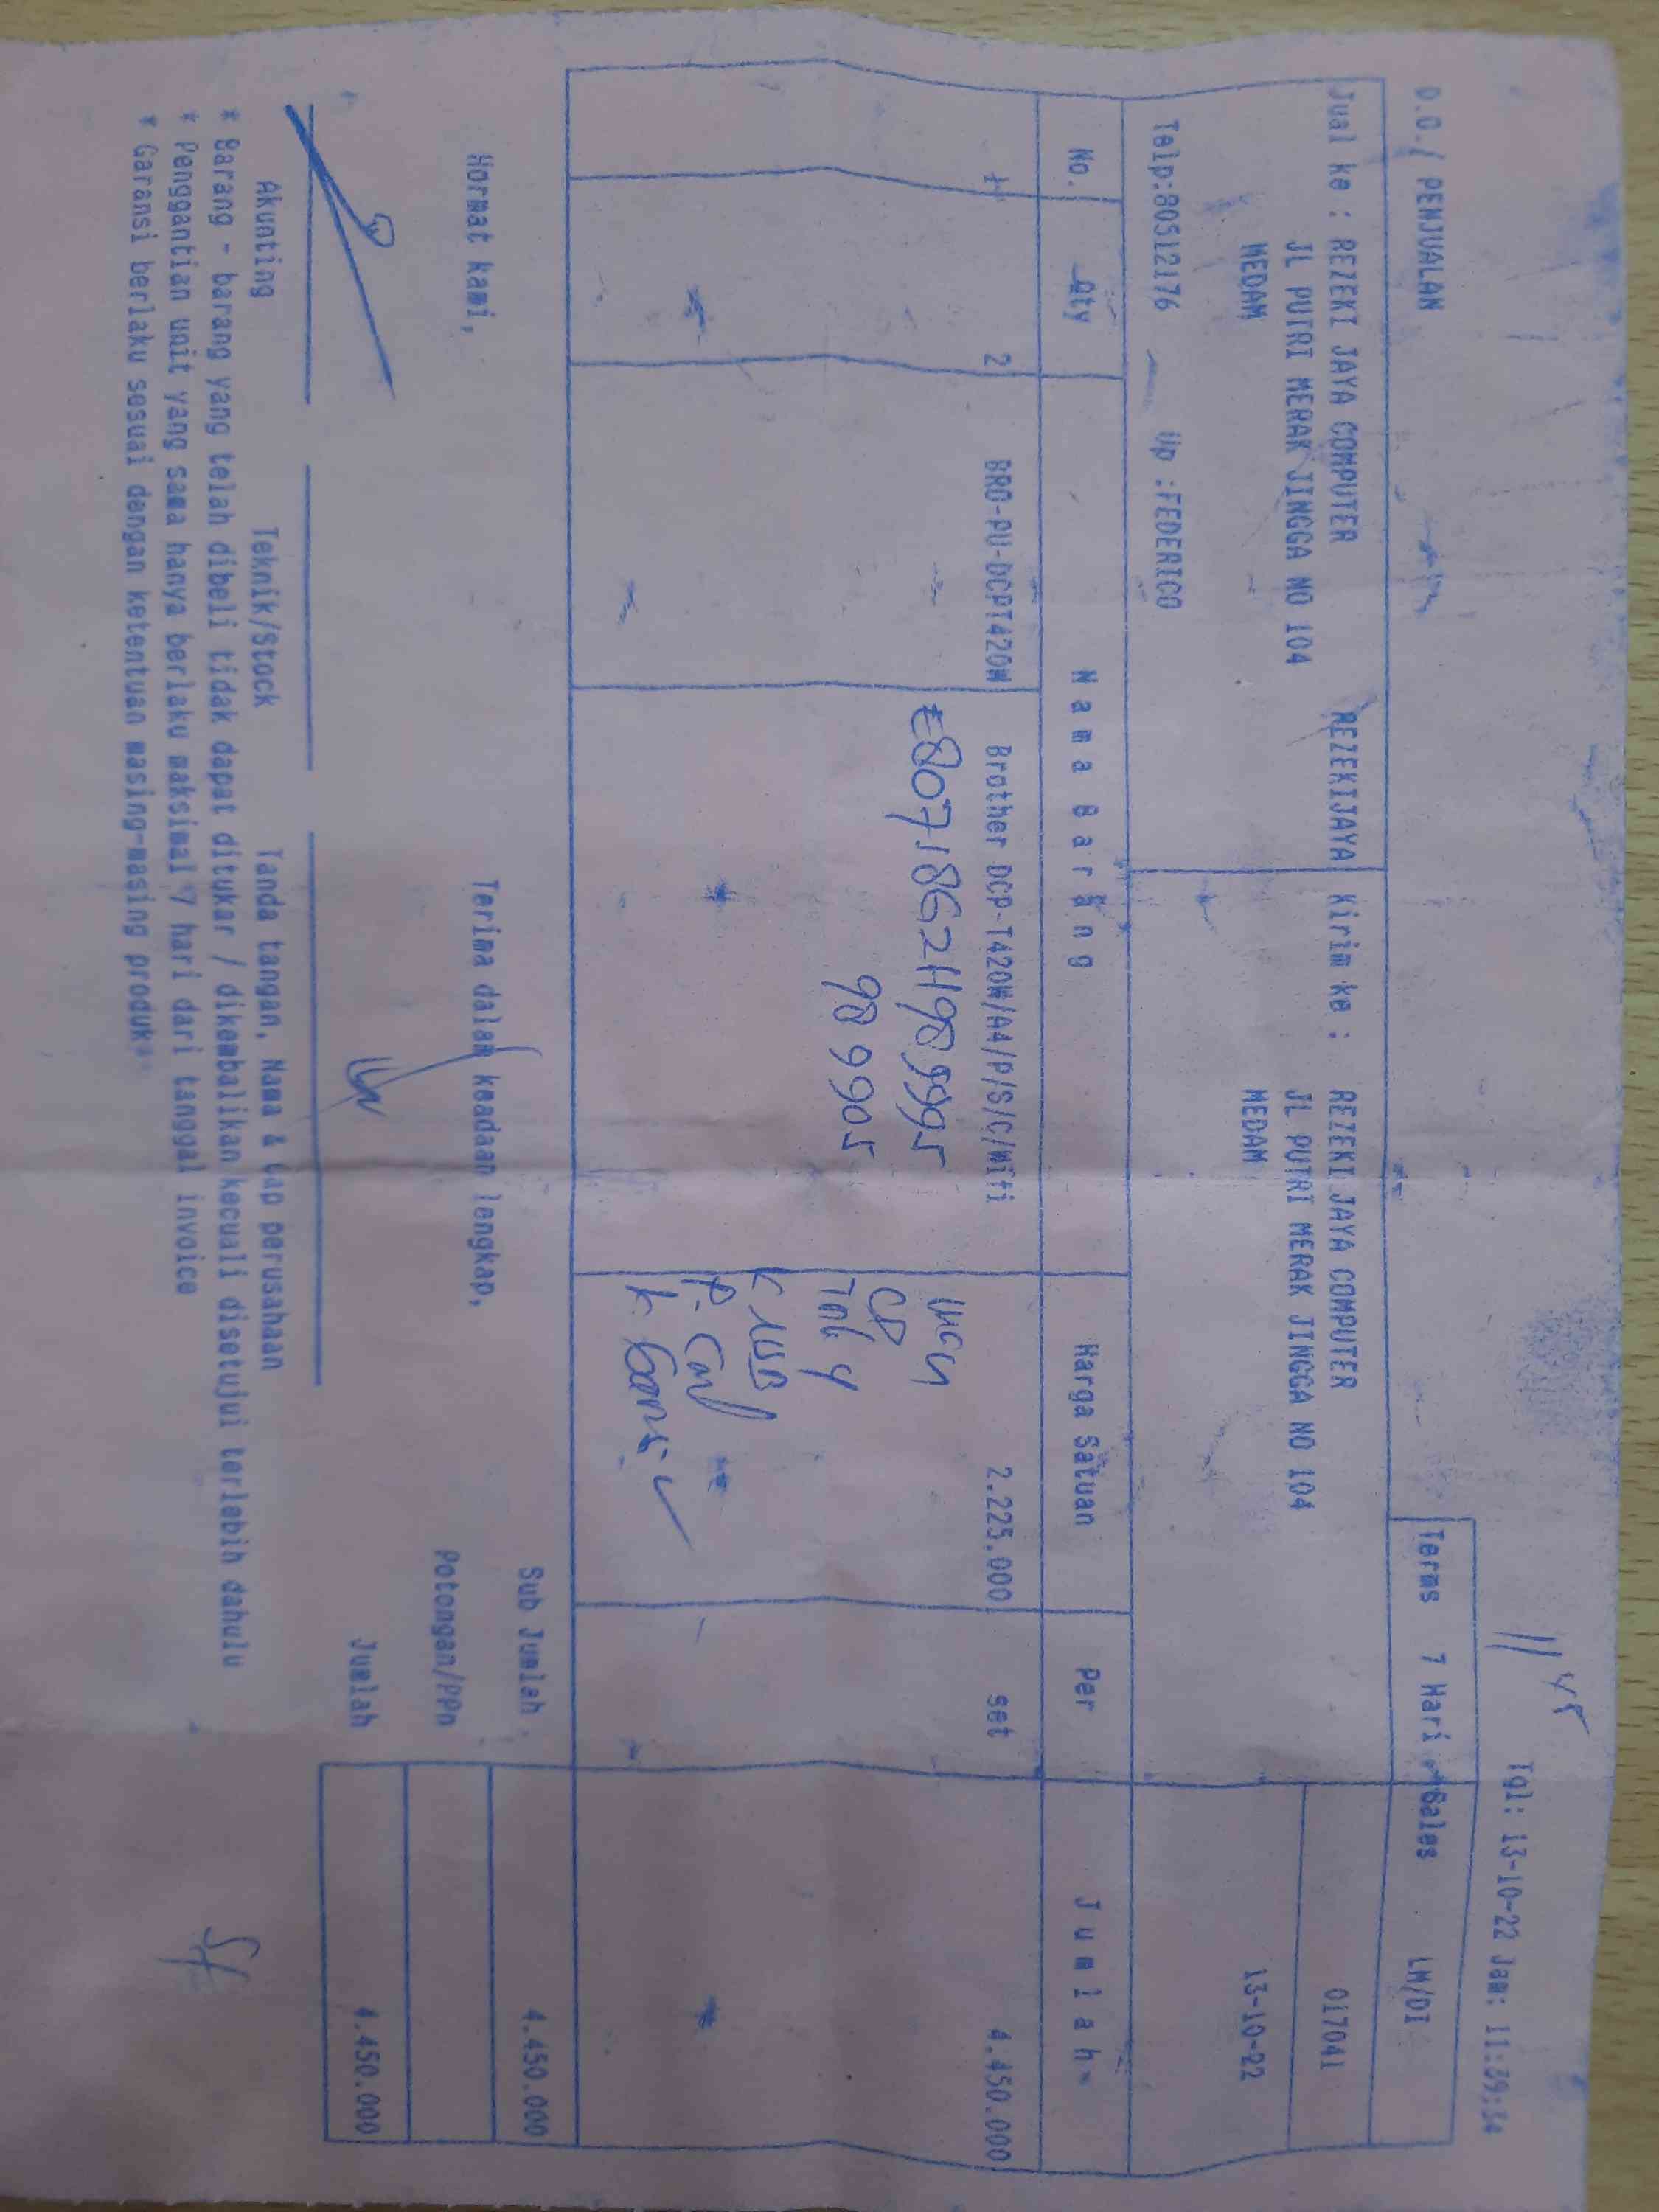 Tgl: 13-10-22 Jam: 11:39:34
D.O./ PENJUALAN
Terms 7 Hari Sales LM/DI
Jual ke : REZEKI JAYA COMPUTER REZEKIJAYA Kirim ke : REZEKI JAYA COMPUTER 017041
JL PUTRI MERAK JINGGA NO 104 JL PUTRI MERAK JINGGA NO 104
MEDAM MEDAM 13-10-22
Telp:80512176 Up :FEDERICO
No. Qty Nama Barang Harga Satuan Per Jumlah
1 2 BRO-PU-DCPT420W Brother DCP-T420W/A4/P/S/C/Wifi 2.225.000 set 4.450.000
CD
989905
K USB
Sub Jumlah 4.450.000
Hormat kami, Terima dalam keadaan lengkap,
Potongan/PPn
Jumlah 4.450.000
Akunting Teknik/Stock Tanda tangan, Nama & Cap perusahaan
* Barang - barang yang telah dibeli tidak dapat ditukar / dikembalikan kecuali disetujui terlebih dahulu
* Penggantian unit yang sama hanya berlaku maksimal 7 hari dari tanggal invoice
* Garansi berlaku sesuai dengan ketentuan masing-masing produk